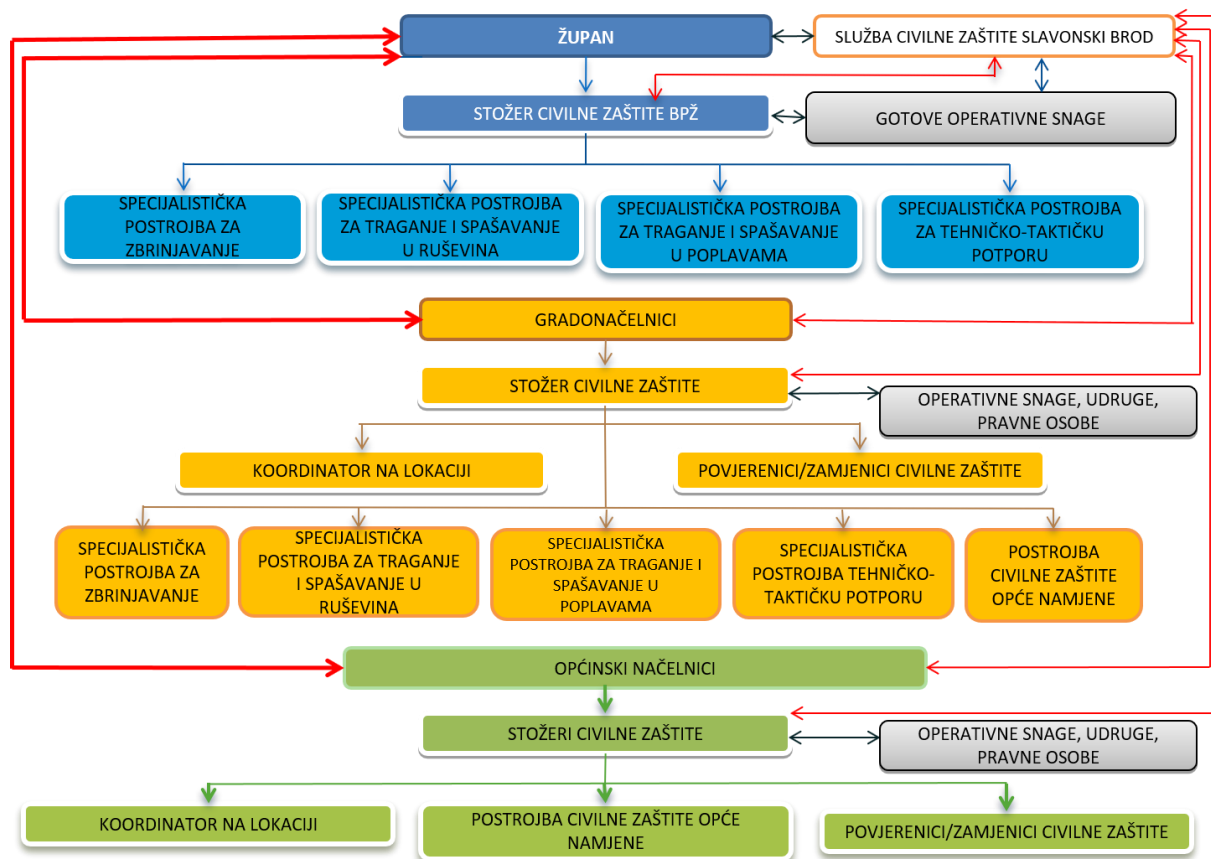 ŽUPAN
SLUŽBA CIVILNE ZAŠTITE SLAVONSKI BROD
STOŽER CIVILNE ZAŠTITE BPŽ
GOTOVE OPERATIVNE SNAGE
SPECIJALISTIČKA
POSTROJBA ZA
ZBRINJAVANJE
SPECIJALISTIČKA POSTROJBA
ZA TRAGANJE I SPAŠAVANJE
U RUŠEVINA
SPECIJALISTIČKA POSTROJBA
ZA TRAGANJE I SPAŠAVANJE
U POPLAVAMA
SPECIJALISTIČKA POSTROJBA
ZA TEHNIČKO-TAKTIČKU
POTPORU
GRADONAČELNICI
STOŽER CIVILNE ZAŠTITE
OPERATIVNE SNAGE, UDRUGE,
PRAVNE OSOBE
KOORDINATOR NA LOKACIJI
POVJERENICI/ZAMJENICI CIVILNE ZAŠTITE
SPECIJALISTIČKA
POSTROJBA ZA
ZBRINJAVANJE
SPECIJALISTIČKA
POSTROJBA ZA TRAGANJE
I SPAŠAVANJE U
RUŠEVINA
SPECIJALISTIČKA
POSTROJBA ZA TRAGANJE I
SPAŠAVANJE U
POPLAVAMA
SPECIJALISTIČKA
POSTROJBA TEHNIČKO-
TAKTIČKU POTPORU
POSTROJBA
CIVILNE ZAŠTITE
OPĆE NAMJENE
OPĆINSKI NAČELNICI
STOŽERI CIVILNE ZAŠTITE
OPERATIVNE SNAGE, UDRUGE,
PRAVNE OSOBE
KOORDINATOR NA LOKACIJI
POSTROJBA CIVILNE ZAŠTITE OPĆE
NAMJENE
POVJERENICI/ZAMJENICI CIVILNE ZAŠTITE